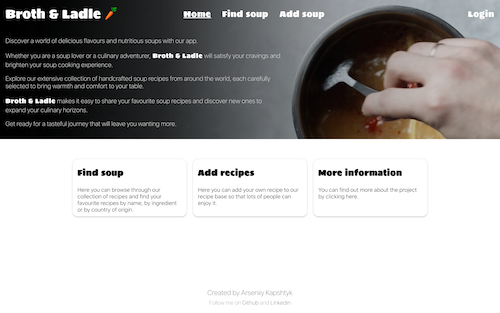 Broth & Ladle 🥕
Home Find soup Add soup
Login
Discover a world of delicious flavours and nutritious soups with our app.
Whether you are a soup lover or a culinary adventurer, Broth & Ladle will satisfy your cravings and
brighten your soup cooking experience.
Explore our extensive collection of handcrafted soup recipes from around the world, each carefully
selected to bring warmth and comfort to your table.
Broth & Ladle makes it easy to share your favourite soup recipes and discover new ones to
expand your culinary horizons.
Get ready for a tasteful journey that will leave you wanting more.
Find soup
Here you can browse through our
collection of recipes and find your
favourite recipes by name, by ingredient
or by country of origin.
Add recipes
Here you can add your own recipe to our
recipe base so that lots of people can
enjoy it.
More information
You can find out more about the project
by clicking here.
Created by Arseniy Kapshtyk
Follow me on Github and Linkedin